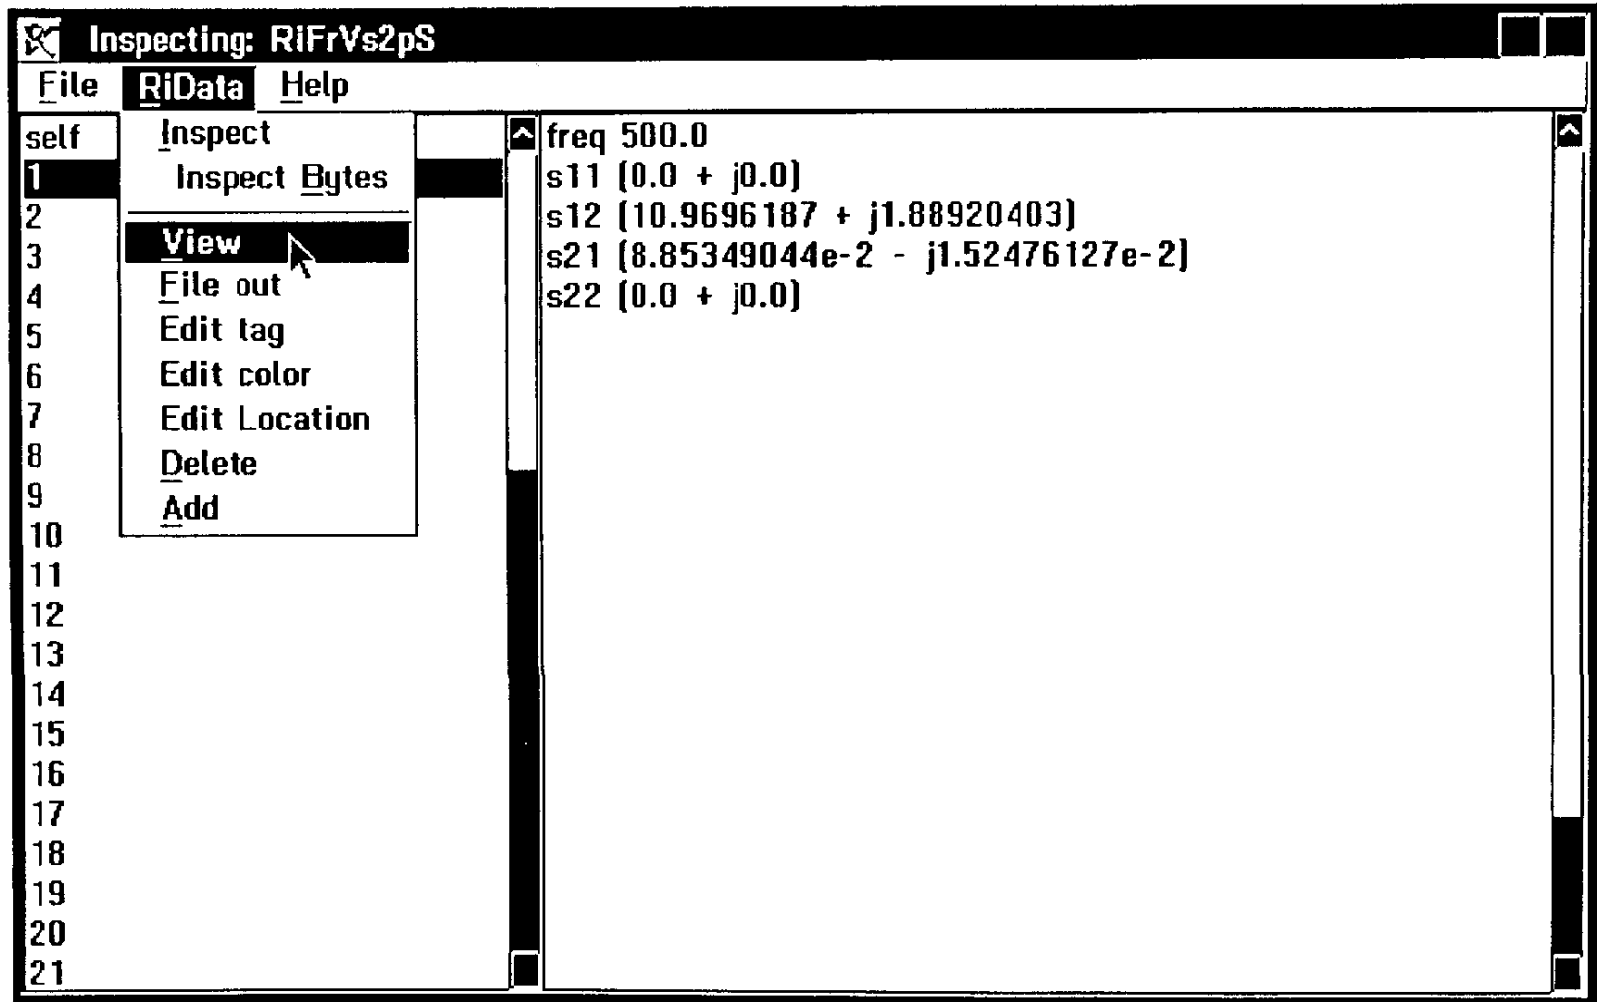 Inspecting: RiFrVs2pS
File RiData Help
self
1
2
3
4
5
6
7
8
9
10
11
12
13
14
15
16
17
18
19
20
21
Inspect
Inspect Bytes
View
File out
Edit tag
Edit color
Edit Location
Delete
Add
freq 500.0
s11 (0.0 + j0.0)
s12 (10.9696187 + j1.88920403)
s21 (8.85349044e-2 - j1.52476127e-2)
s22 (0.0 + j0.0)